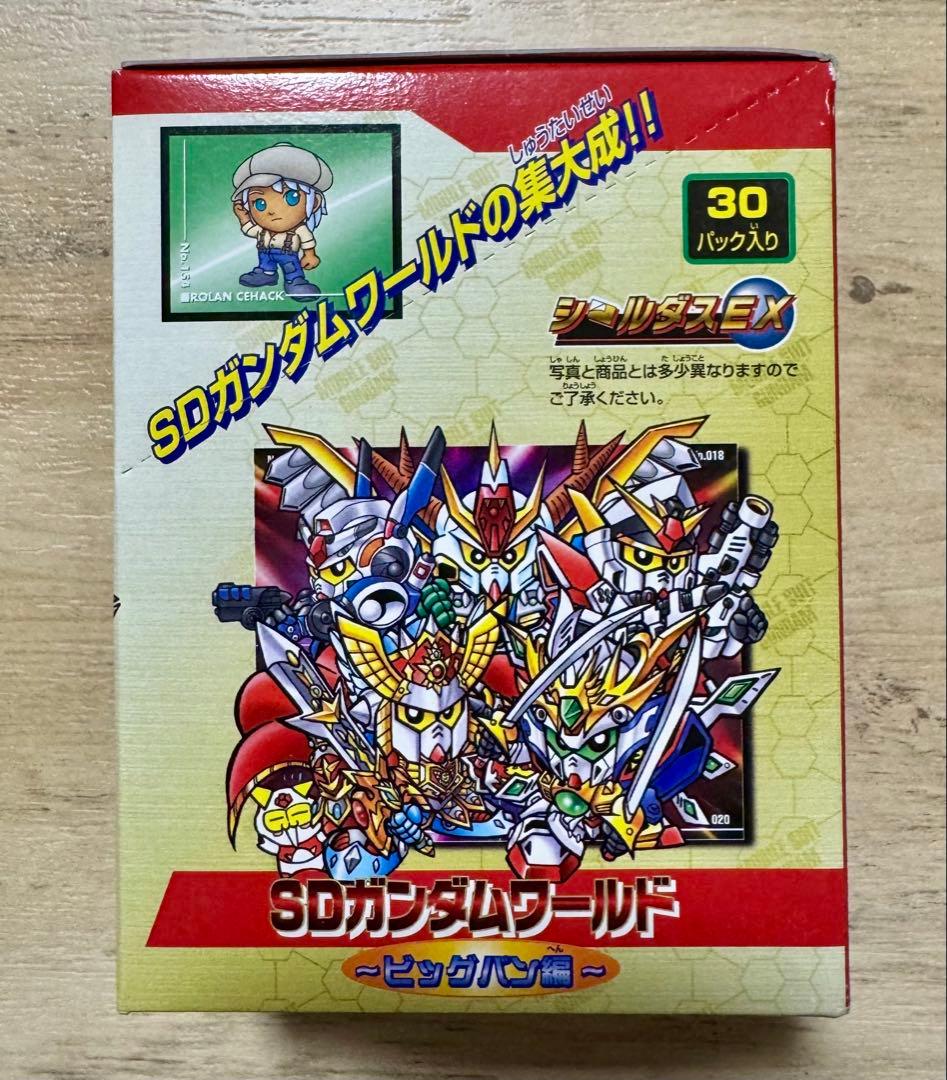 しゅうたいせい
SDガンダムワールドの集大成!!
No.153
■ROLAN CEHACK
30
パック入り
い
シールダスEX
しゃしん しょうひん た しょうこと
写真と商品とは多少異なりますので
りょうしょう
ご了承ください。
No.018
020
SDガンダムワールド
へん
~ビッグバン編~
MOBILE SUIT
GUNDAM